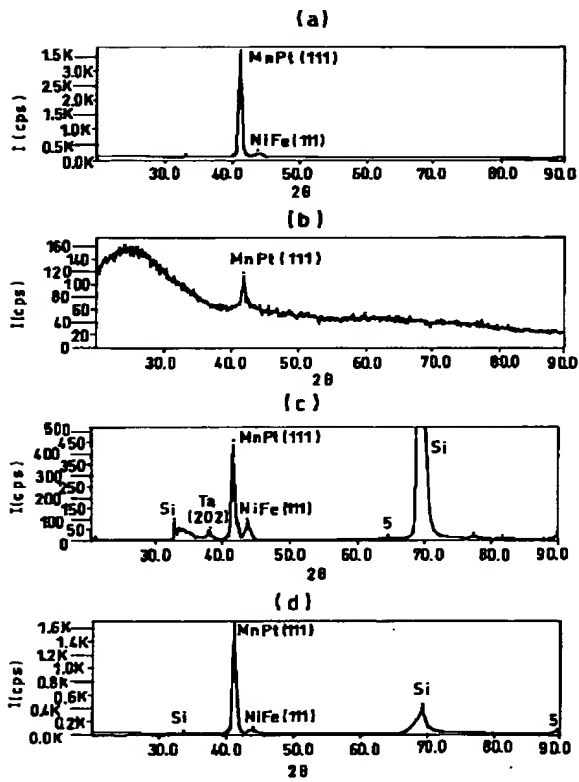 (a)
MnPt (111)
1.5K
3.0K
2.5K
1.5K
1.0K
0.5K
0.0K
I (cps)
NiFe (111)
30.0 40.0 50.0 60.0 70.0 80.0 90.0
2θ
(b)
160
140
120
100
80
60
40
20
0
I(cps)
MnPt (111)
30.0 40.0 50.0 60.0 70.0 80.0 90.0
2θ
(c)
500
450
400
300
250
200
150
100
50
0
I(cps)
MnPt (111)
Si
Ta
(202)
NiFe (111)
5
Si
30.0 40.0 50.0 60.0 70.0 80.0 90.0
2θ
(d)
1.6K
1.4K
1.2K
1.0K
0.8K
0.6K
0.4K
0.2K
0.0K
I(cps)
MnPt (111)
Si
NiFe (111)
Si
5
30.0 40.0 50.0 60.0 70.0 80.0 90.0
2θ